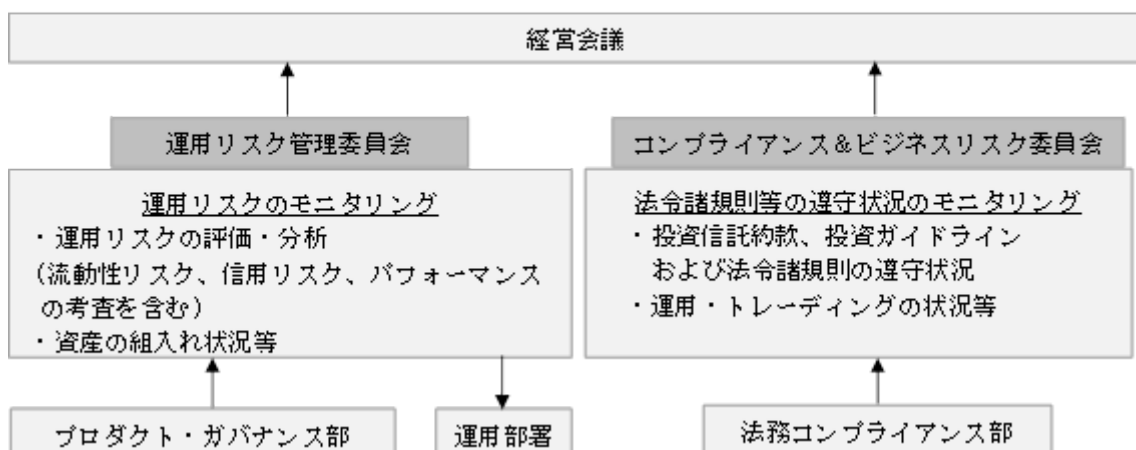 経営会議
運用リスク管理委員会
運用リスクのモニタリング
・運用リスクの評価・分析
(流動性リスク、信用リスク、パフォーマンス
の考査を含む)
・資産の組入れ状況等
コンプライアンス&ビジネスリスク委員会
法令諸規則等の遵守状況のモニタリング
・投資信託約款、投資ガイドライン
および法令諸規則の遵守状況
・運用・トレーディングの状況等
プロダクト・ガバナンス部
運用部署
法務コンプライアンス部